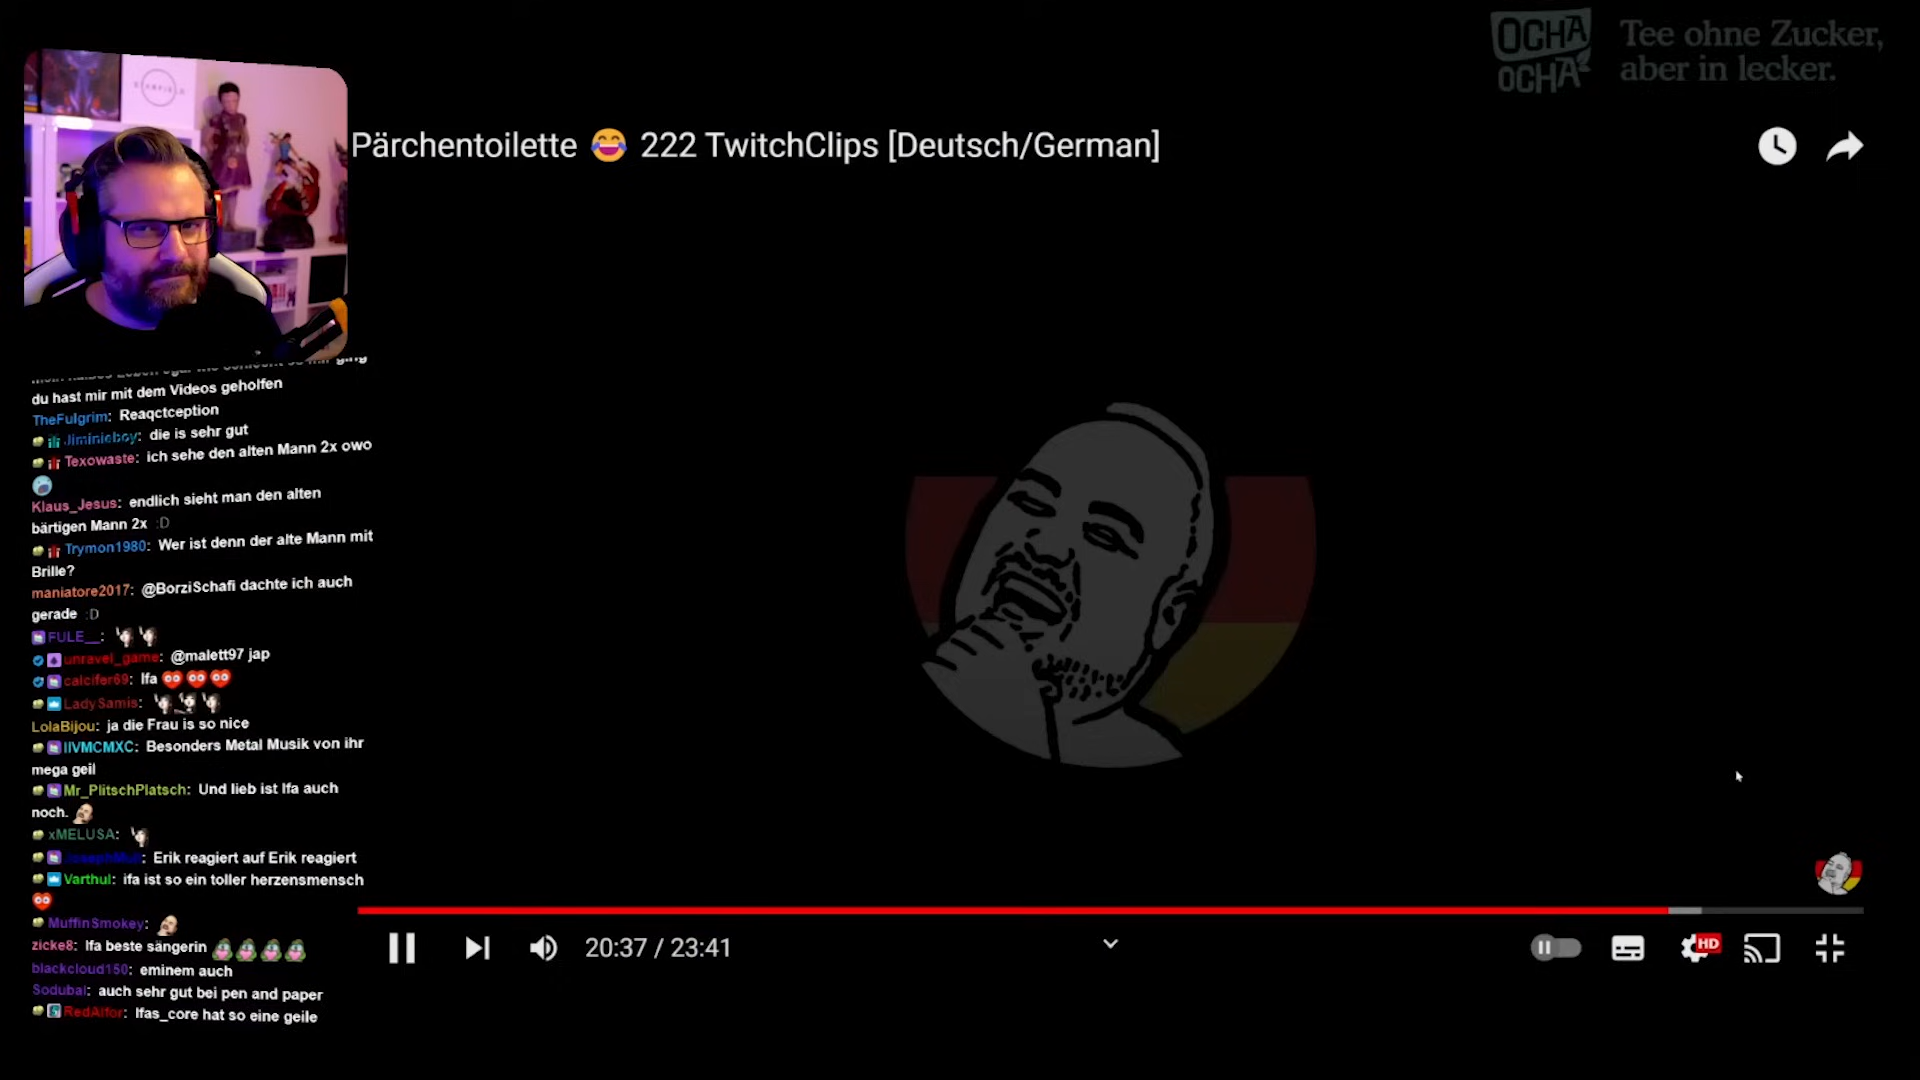 OCHA
OCHA
Tee ohne Zucker,
aber in lecker.
Pärchentoilette 😂 222 TwitchClips [Deutsch/German]
du hast mir mit dem Videos geholfen
TheFulgrim: Reaqctception
Jiminieboy: die is sehr gut
Texowaste: ich sehe den alten Mann 2x owo
Klaus_Jesus: endlich sieht man den alten
bärtigen Mann 2x :D
Trymon1980: Wer ist denn der alte Mann mit
Brille?
maniatore2017: @BorziSchafi dachte ich auch
gerade :D
FULE__:
unravel_game: @malett97 jap
calcifer69: Ifa
LadySamis:
LolaBijou: ja die Frau is so nice
IIVMCMXC: Besonders Metal Musik von ihr
mega geil
Mr_PlitschPlatsch: Und lieb ist Ifa auch
noch.
xMELUSA:
Erik reagiert auf Erik reagiert
Varthul: ifa ist so ein toller herzensmensch
MuffinSmokey:
zicke8: Ifa beste sängerin
blackcloud150: eminem auch
Sodubal: auch sehr gut bei pen and paper
RedAlfor: Ifas_core hat so eine geile
20:37 / 23:41
HD